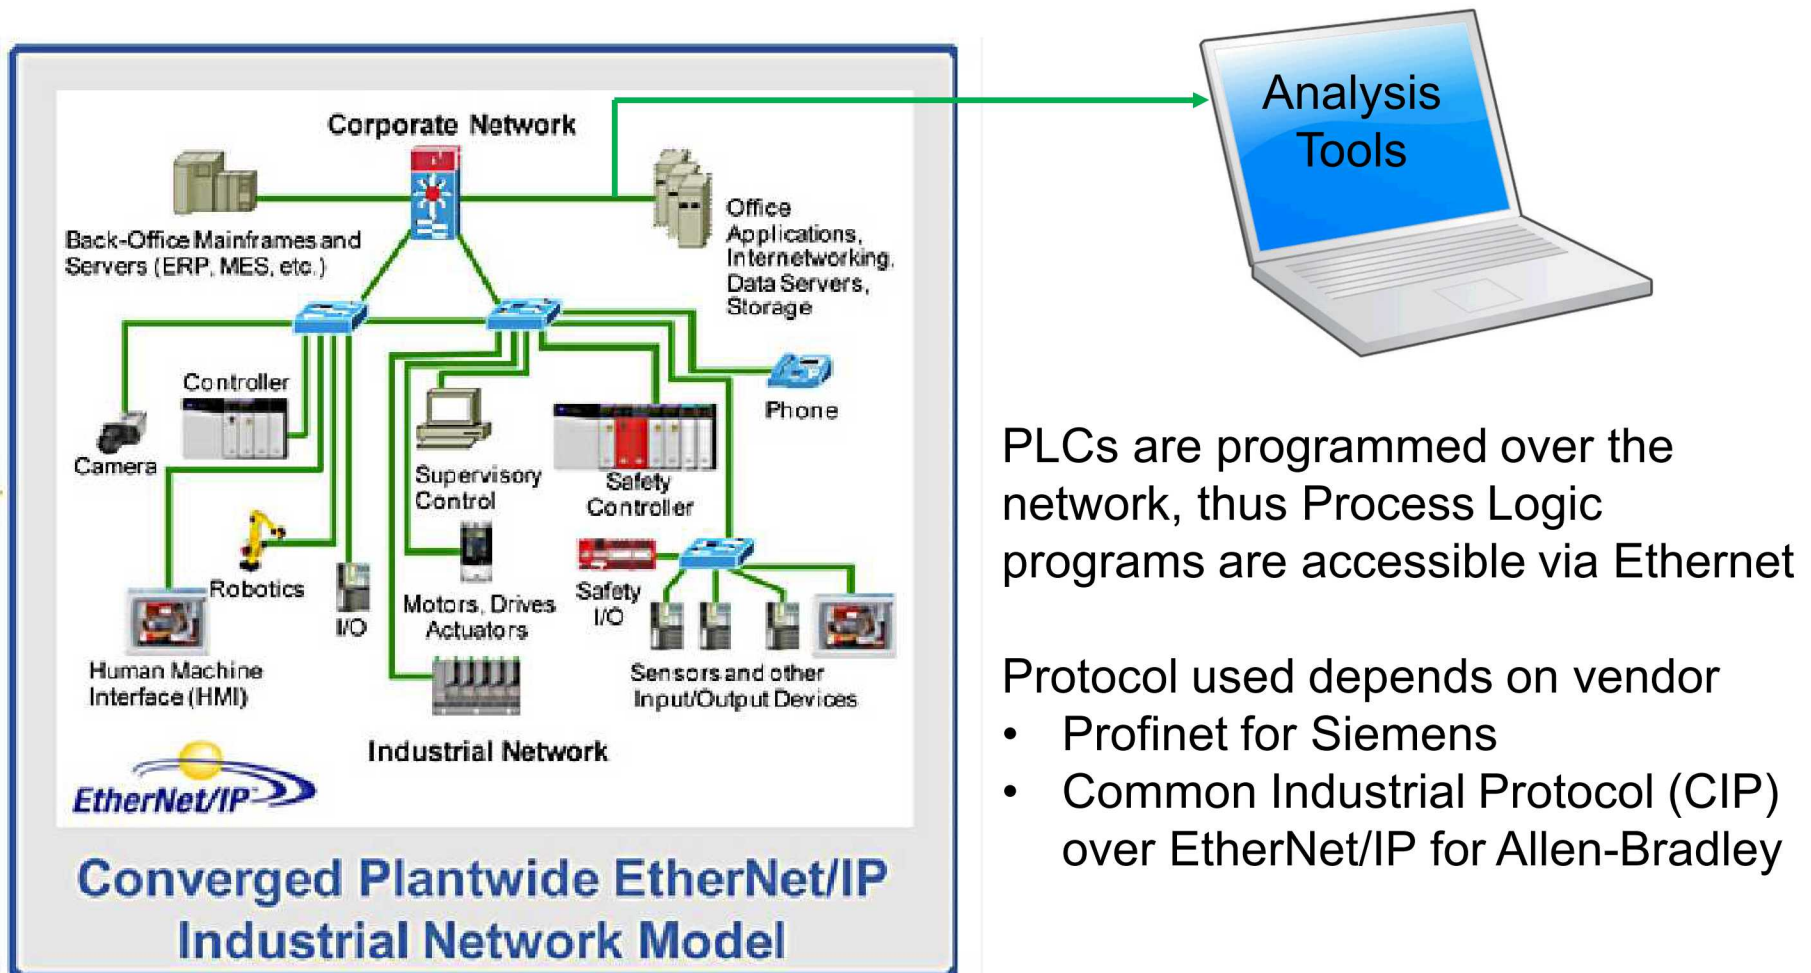 Corporate Network
Back-Office Mainframes and
Servers (ERP, MES, etc.)
Office
Applications,
Internetworking,
Data Servers,
Storage
Controller
Camera
Phone
Supervisory
Control
Safety
Controller
Robotics
I/O
Motors, Drives
Actuators
Safety
I/O
Human Machine
Interface (HMI)
Sensors and other
Input/Output Devices
Industrial Network
EtherNet/IP
Converged Plantwide EtherNet/IP
Industrial Network Model
Analysis
Tools
PLCs are programmed over the
network, thus Process Logic
programs are accessible via Ethernet
Protocol used depends on vendor
• Profinet for Siemens
• Common Industrial Protocol (CIP)
over EtherNet/IP for Allen-Bradley